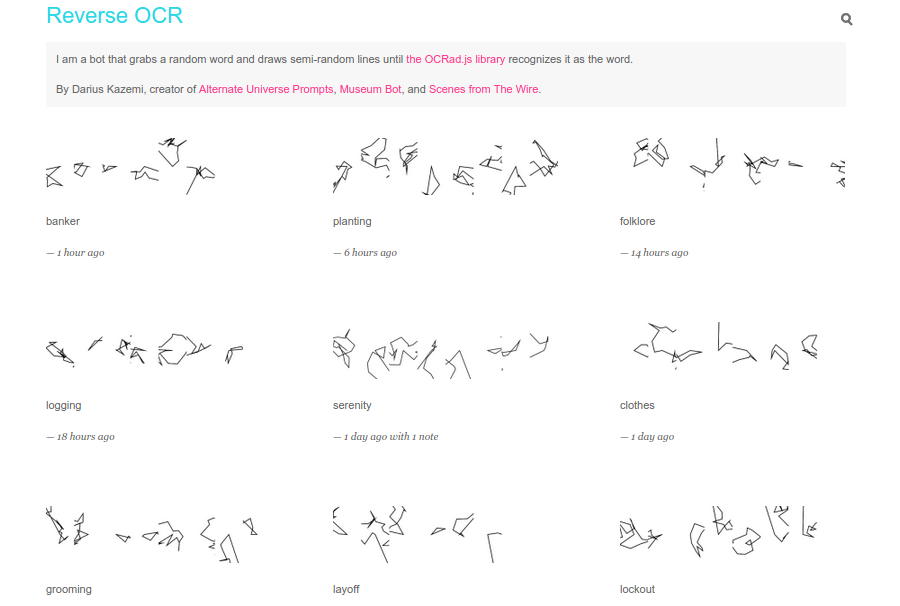 Reverse OCR
I am a bot that grabs a random word and draws semi-random lines until the OCRad.js library recognizes it as the word.
By Darius Kazemi, creator of Alternate Universe Prompts, Museum Bot, and Scenes from The Wire.
banker
planting
folklore
— 1 hour ago
— 6 hours ago
— 14 hours ago
logging
serenity
clothes
— 18 hours ago
— 1 day ago with 1 note
— 1 day ago
grooming
layoff
lockout